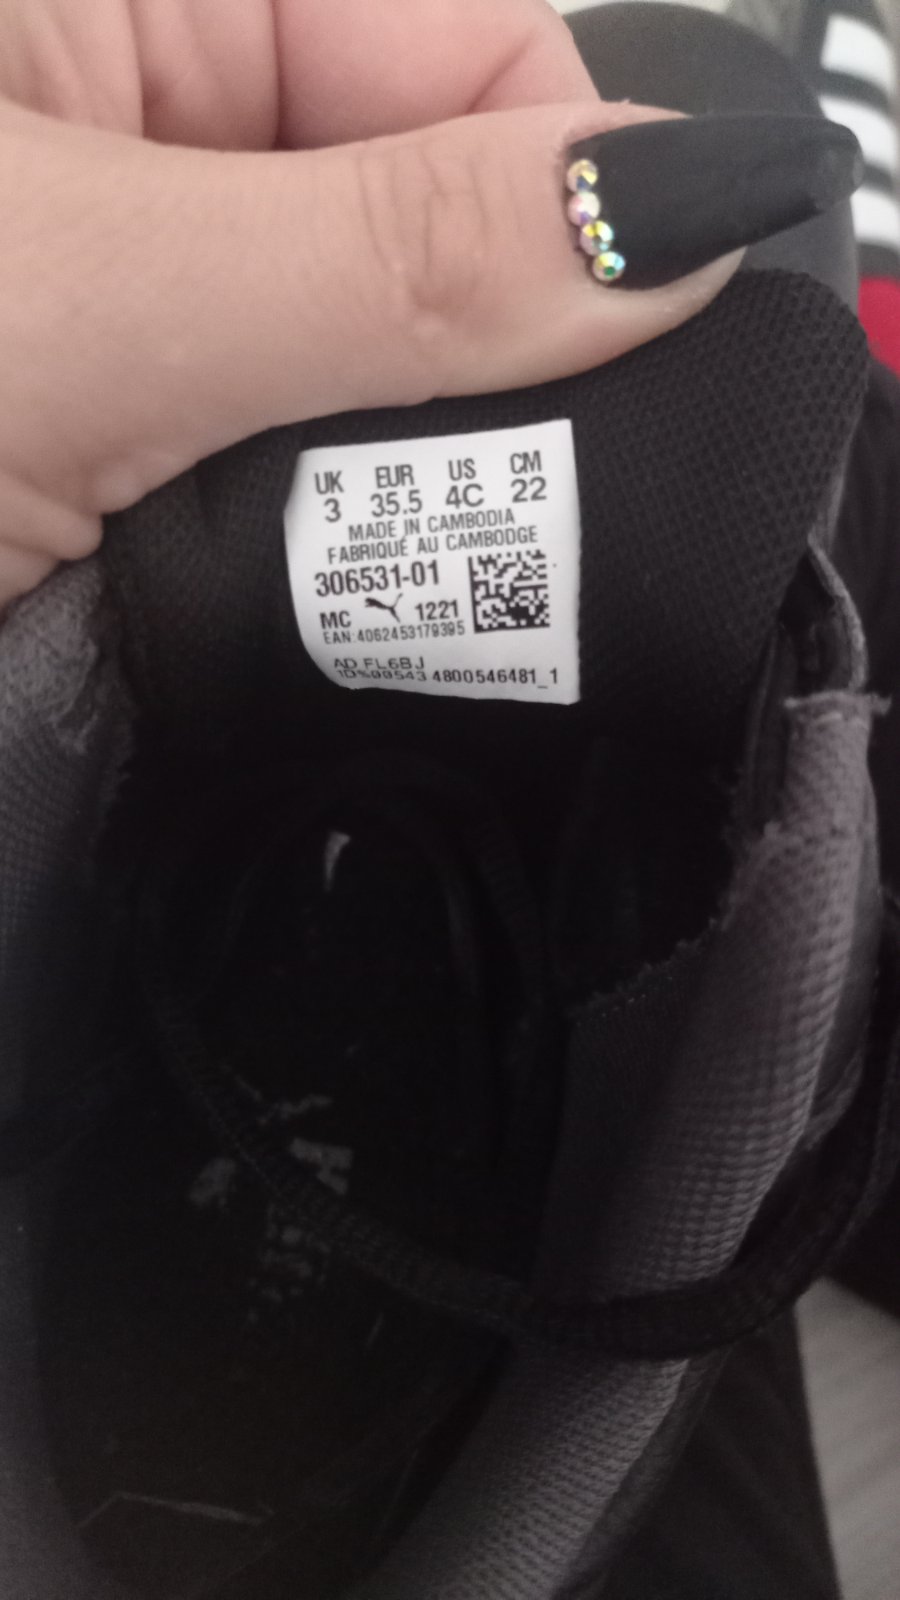 UK EUR US CM
3 35.5 4C 22
MADE IN CAMBODIA
FABRIQUÉ AU CAMBODGE
306531-01
MC 1221
EAN:4062453179395
AD FL6BJ
4800546481_1